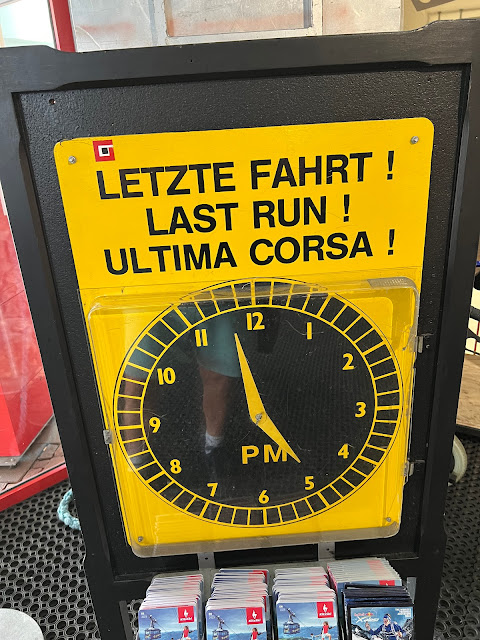 LETZTE FAHRT !
LAST RUN !
ULTIMA CORSA !
12
11 1
10 2
9 3
PM
8 4
7 5
6